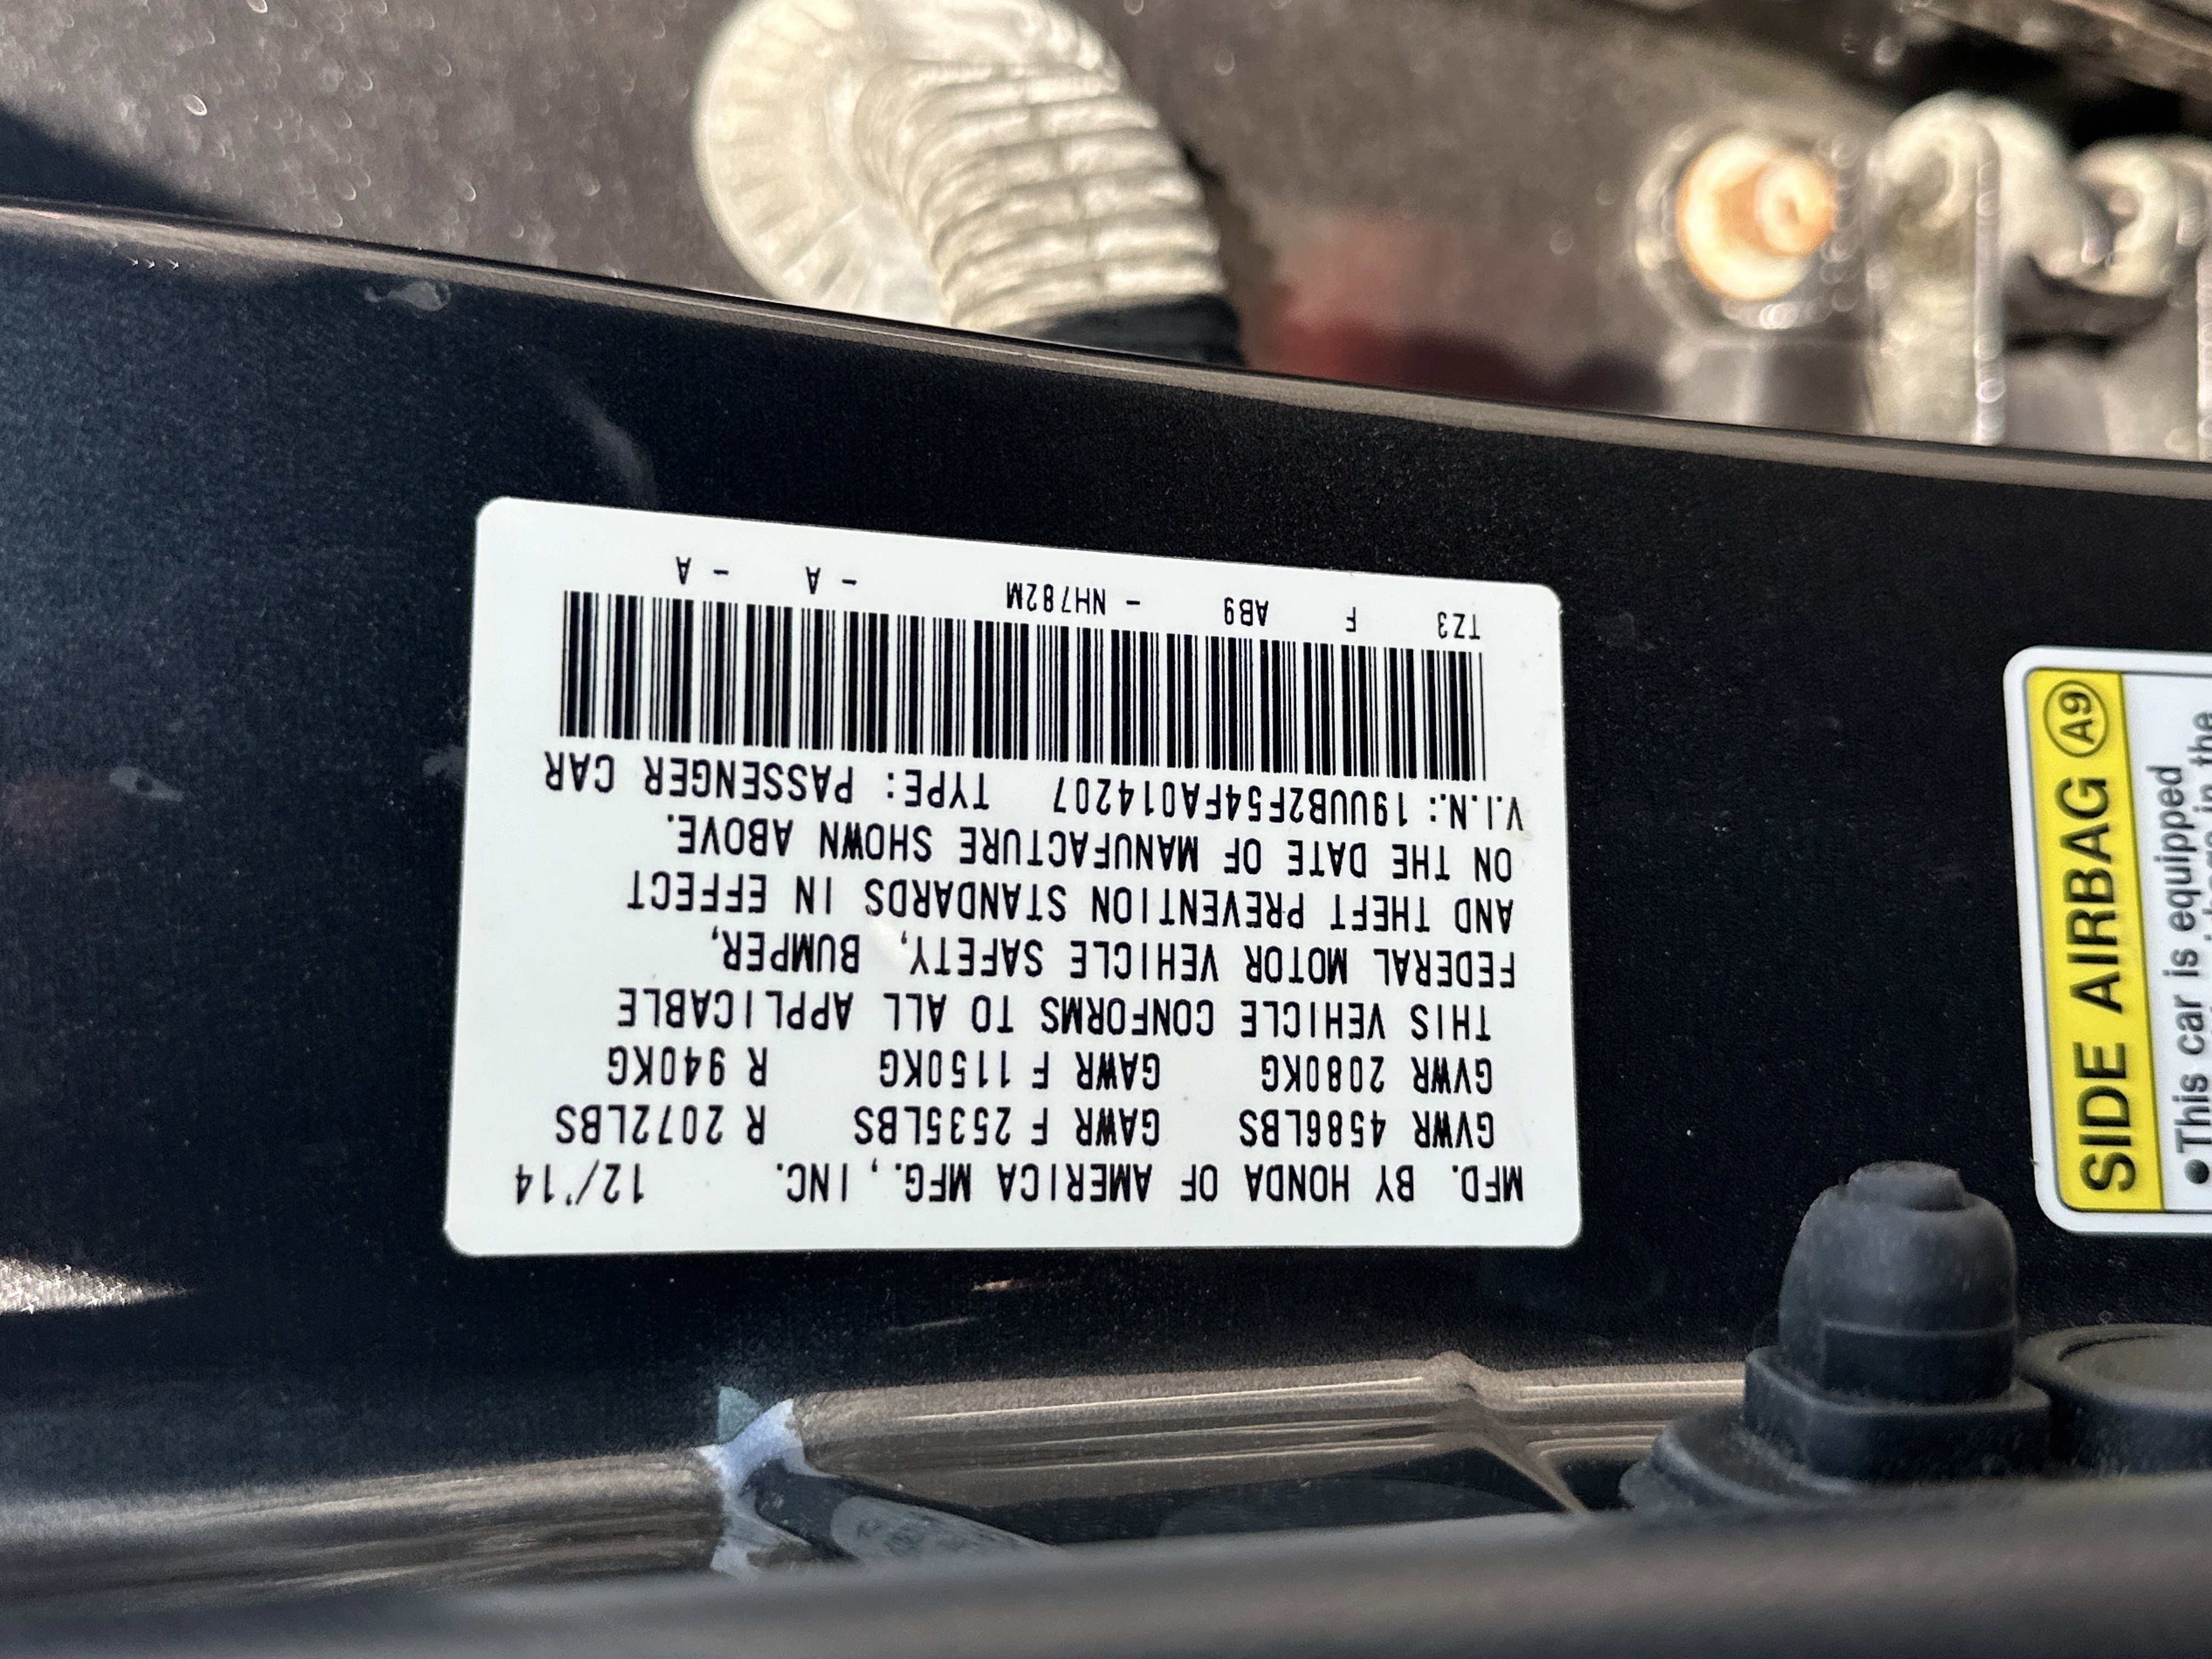 MFD. BY HONDA OF AMERICA MFG., INC. 12/'14
GVWR 4586LBS GAWR F 2535LBS R 2072LBS
GVWR 2080KG GAWR F 1150KG R 940KG
THIS VEHICLE CONFORMS TO ALL APPLICABLE
FEDERAL MOTOR VEHICLE SAFETY, BUMPER,
AND THEFT PREVENTION STANDARDS IN EFFECT
ON THE DATE OF MANUFACTURE SHOWN ABOVE.
V.I.N.: 19UUB2F54FA014207 TYPE: PASSENGER CAR
TZ3 F AB9 - NH782M - A - A
SIDE AIRBAG A9
•This car is equipped
in the